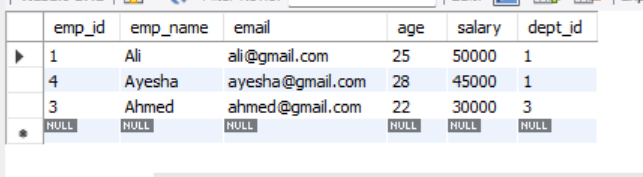 emp_id emp_name email age salary dept_id
1 Ali ali@gmail.com 25 50000 1
4 Ayesha ayesha@gmail.com 28 45000 1
3 Ahmed ahmed@gmail.com 22 30000 3
NULL NULL NULL NULL NULL NULL